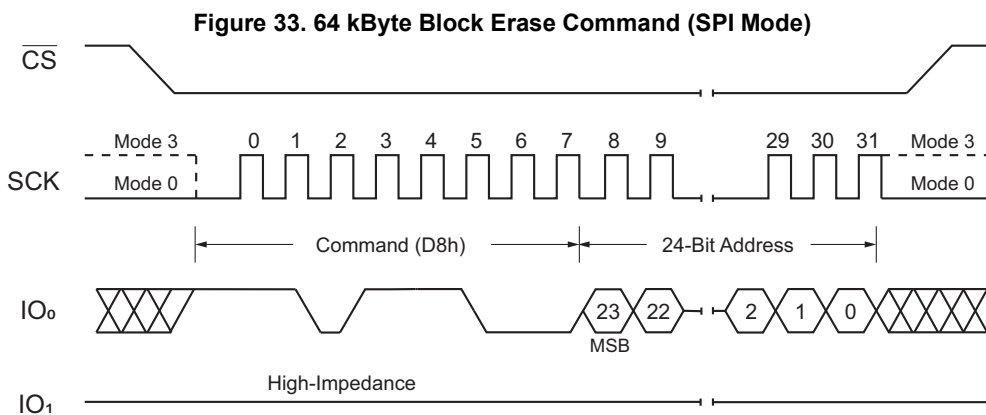 Figure 33. 64 kByte Block Erase Command (SPI Mode)
CS
Mode 3 0 1 2 3 4 5 6 7 8 9 29 30 31 Mode 3
SCK
Mode 0 Mode 0
Command (D8h) 24-Bit Address
IO₀ 23 22 2 1 0
MSB
High-Impedance
IO₁